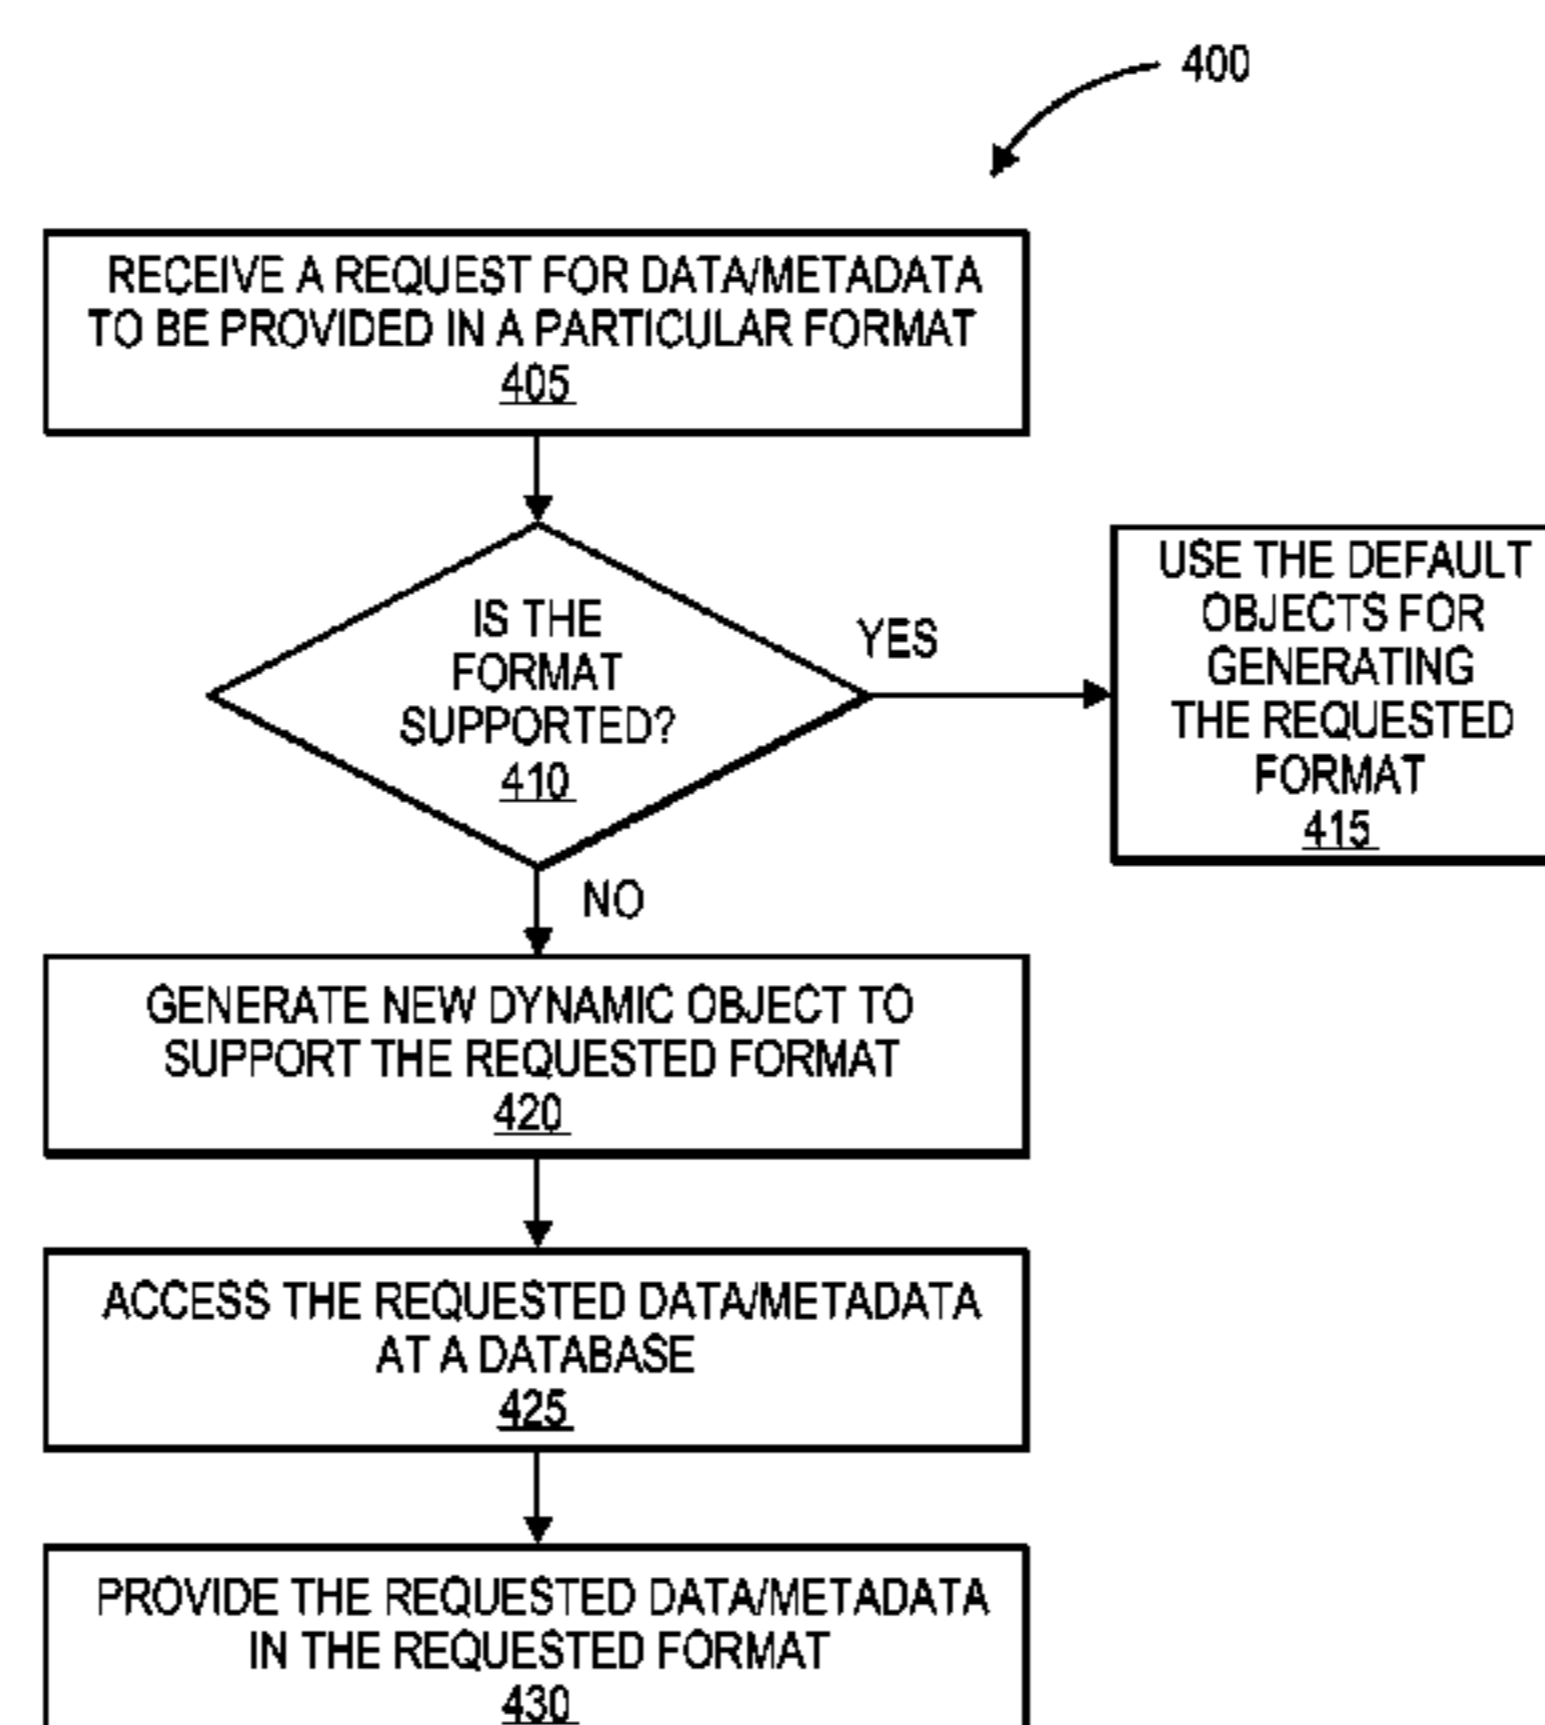 400
RECEIVE A REQUEST FOR DATA/METADATA
TO BE PROVIDED IN A PARTICULAR FORMAT
405
IS THE
FORMAT
SUPPORTED?
410
YES
USE THE DEFAULT
OBJECTS FOR
GENERATING
THE REQUESTED
FORMAT
415
NO
GENERATE NEW DYNAMIC OBJECT TO
SUPPORT THE REQUESTED FORMAT
420
ACCESS THE REQUESTED DATA/METADATA
AT A DATABASE
425
PROVIDE THE REQUESTED DATA/METADATA
IN THE REQUESTED FORMAT
430